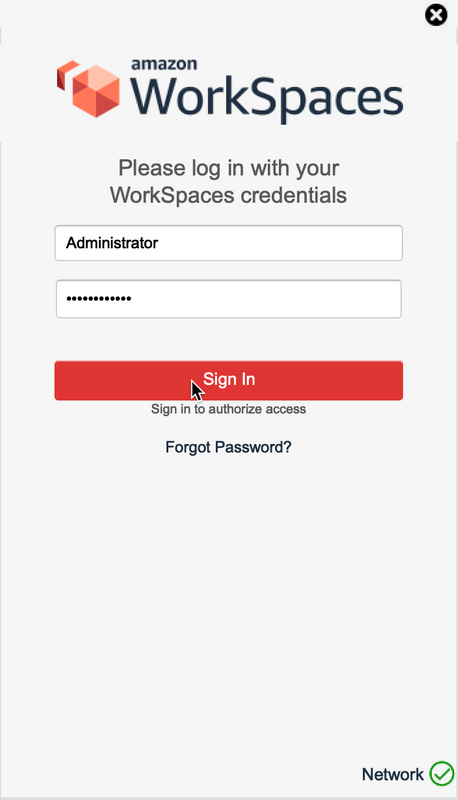 amazon
WorkSpaces
Please log in with your
WorkSpaces credentials
Administrator
••••••••••••
Sign In
Sign in to authorize access
Forgot Password?
Network